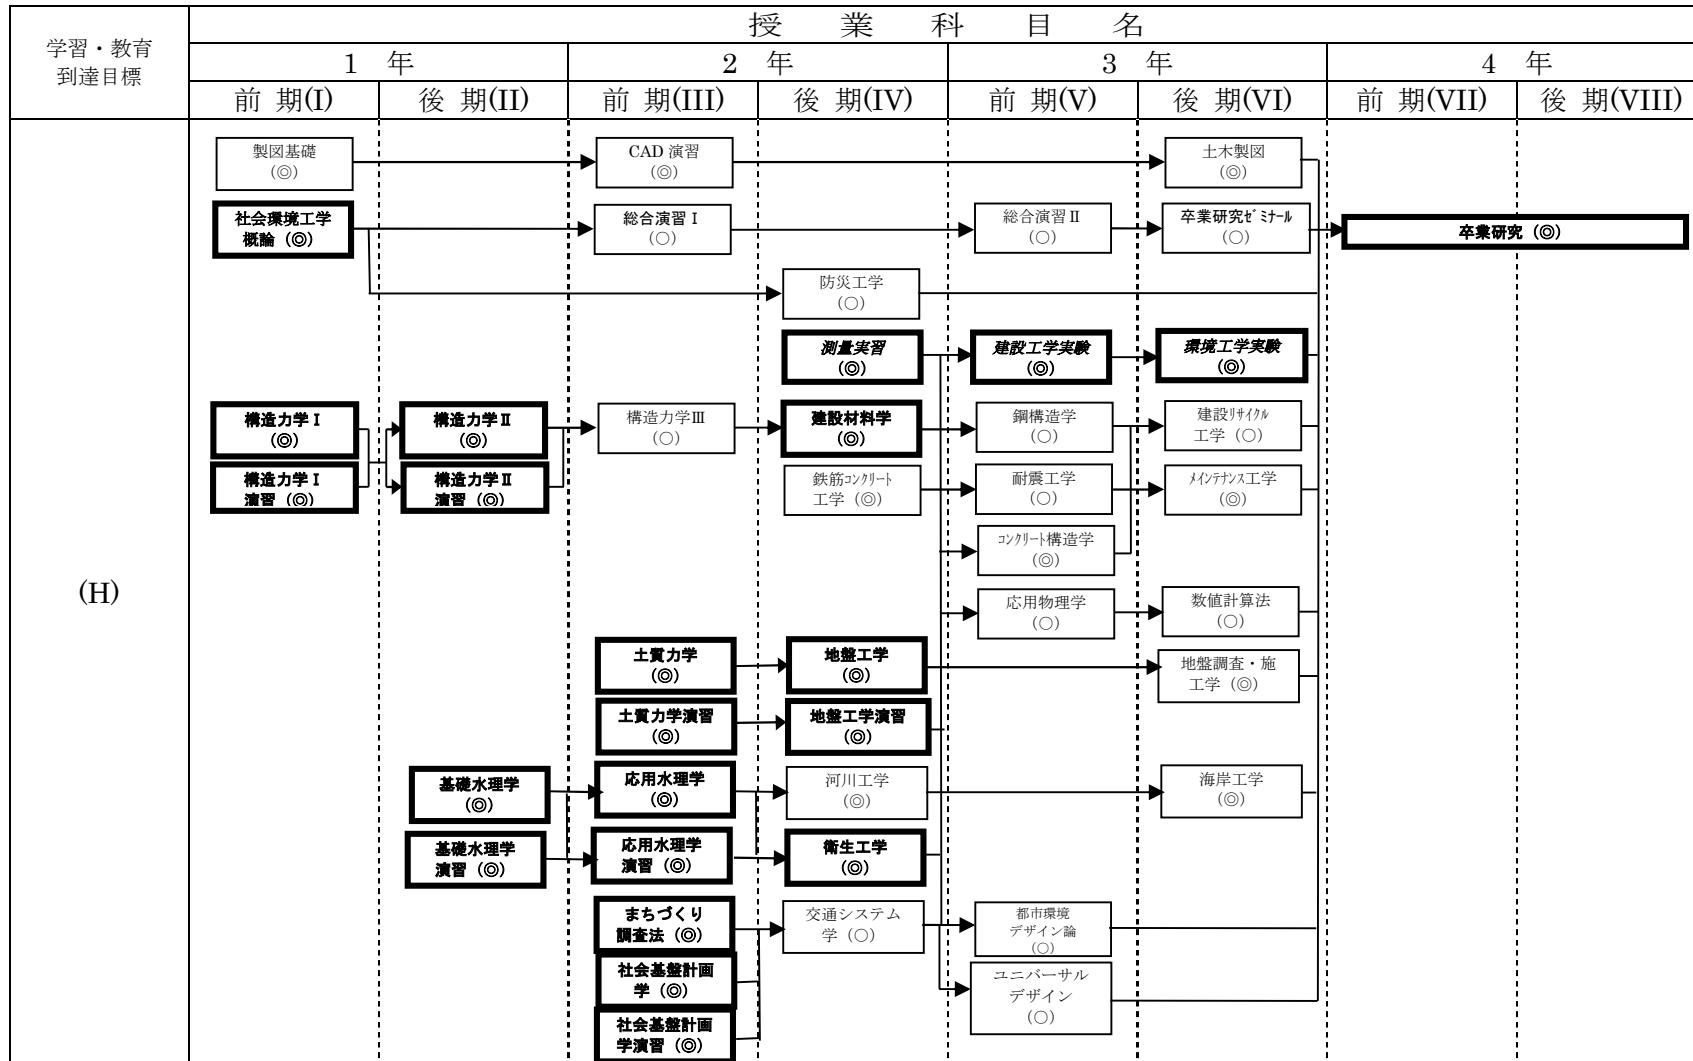 学習・教育
到達目標
授 業 科 目 名
1 年
2 年
3 年
4 年
前 期(I)
後 期(II)
前 期(III)
後 期(IV)
前 期(V)
後 期(VI)
前 期(VII)
後 期(VIII)
(H)
製図基礎
(◎)
CAD 演習
(◎)
土木製図
(◎)
社会環境工学
概論 (◎)
総合演習Ⅰ
(○)
総合演習Ⅱ
(○)
卒業研究ゼミナール
(○)
卒業研究 (◎)
防災工学
(○)
測量実習
(◎)
建設工学実験
(◎)
環境工学実験
(◎)
構造力学Ⅰ
(◎)
構造力学Ⅱ
(◎)
構造力学Ⅲ
(○)
建設材料学
(◎)
鋼構造学
(○)
建設リサイクル
工学 (○)
構造力学Ⅰ
演習 (◎)
構造力学Ⅱ
演習 (◎)
鉄筋コンクリート
工学 (◎)
耐震工学
(○)
メインテナンス工学
(◎)
コンクリート構造学
(◎)
応用物理学
(○)
数値計算法
(○)
土質力学
(◎)
地盤工学
(◎)
地盤調査・施
工学 (◎)
土質力学演習
(◎)
地盤工学演習
(◎)
基礎水理学
(◎)
応用水理学
(◎)
河川工学
(◎)
海岸工学
(◎)
基礎水理学
演習 (◎)
応用水理学
演習 (◎)
衛生工学
(◎)
まちづくり
調査法 (◎)
交通システム
学 (○)
都市環境
デザイン論
(○)
社会基盤計画
学 (◎)
ユニバーサル
デザイン
(○)
社会基盤計画
学演習 (◎)